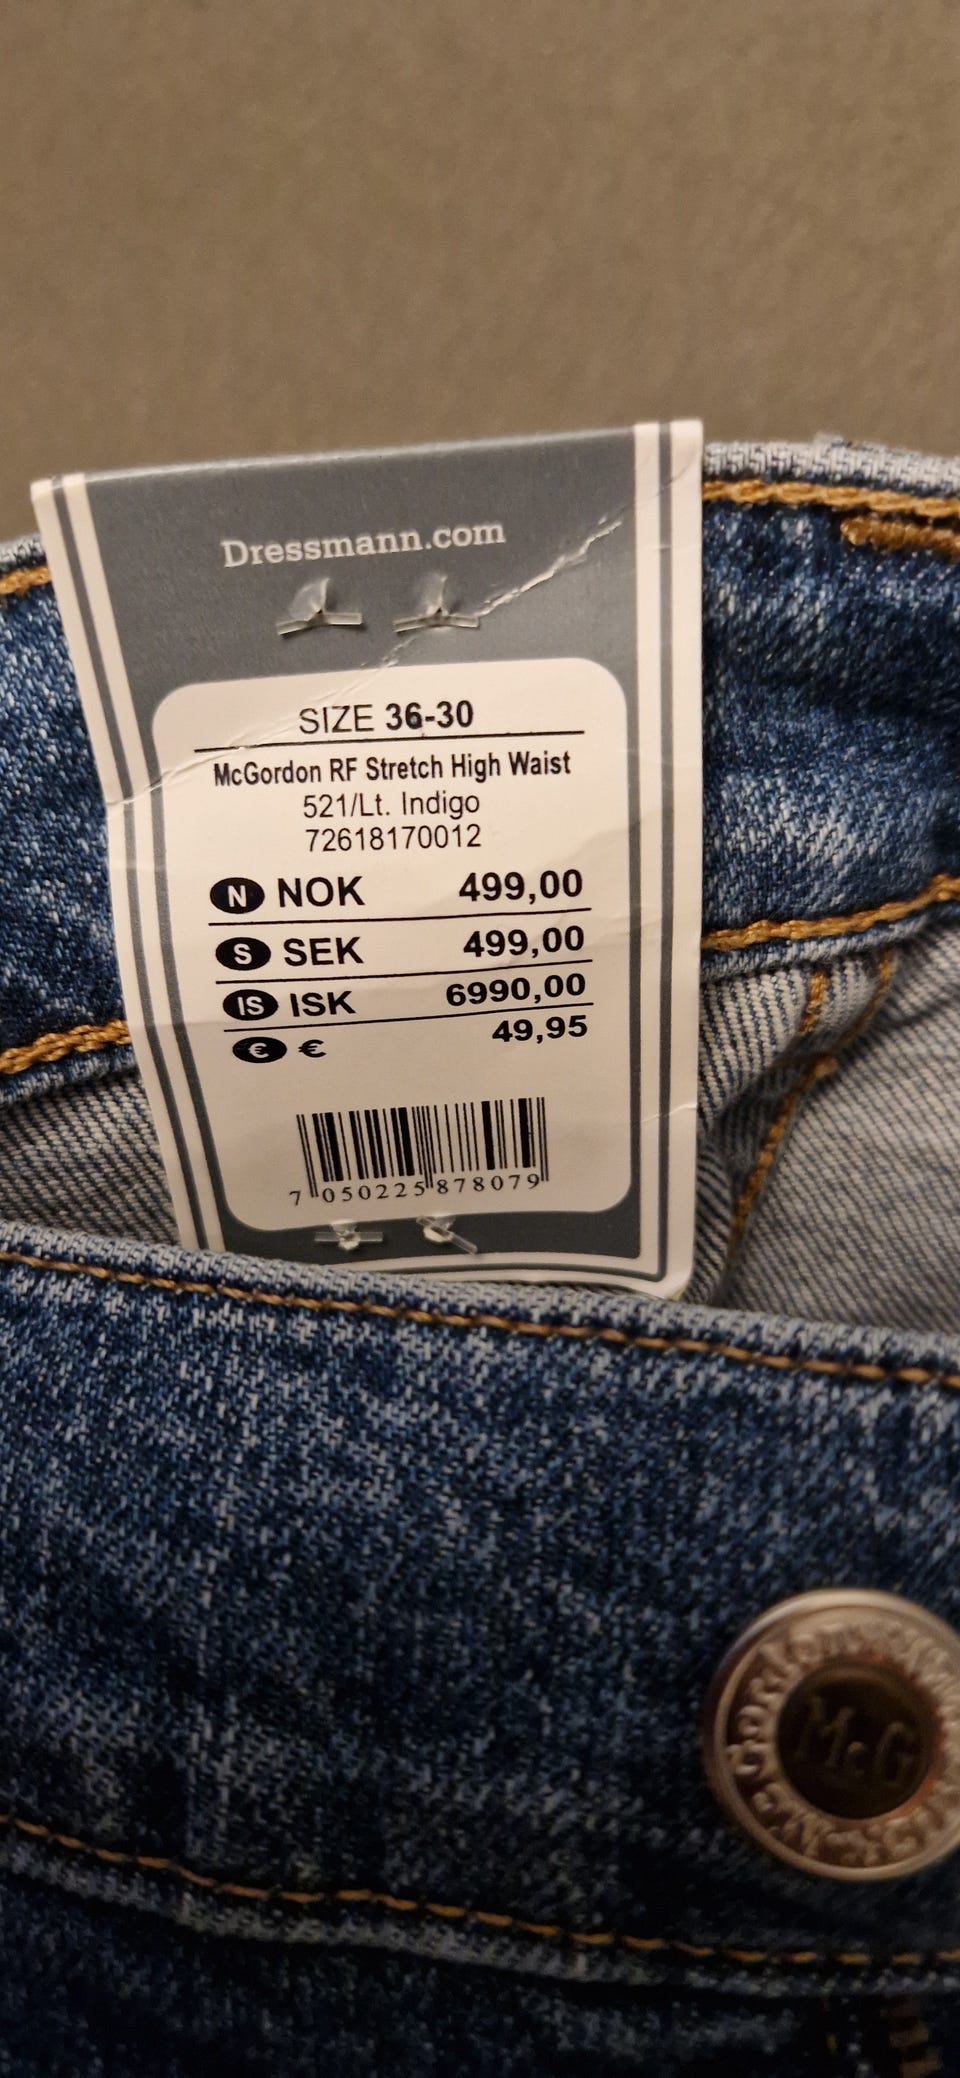 Dressmann.com
SIZE 36-30
McGordon RF Stretch High Waist
521/Lt. Indigo
72618170012
N NOK 499,00
S SEK 499,00
IS ISK 6990,00
€ € 49,95
7 050225 878079
McG